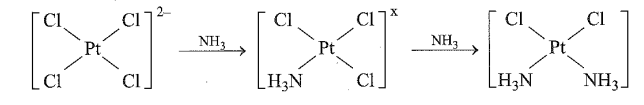 Cl Cl 2– Cl Cl x Cl Cl
Pt NH₃ Pt NH₃ Pt
Cl Cl H₃N Cl H₃N NH₃